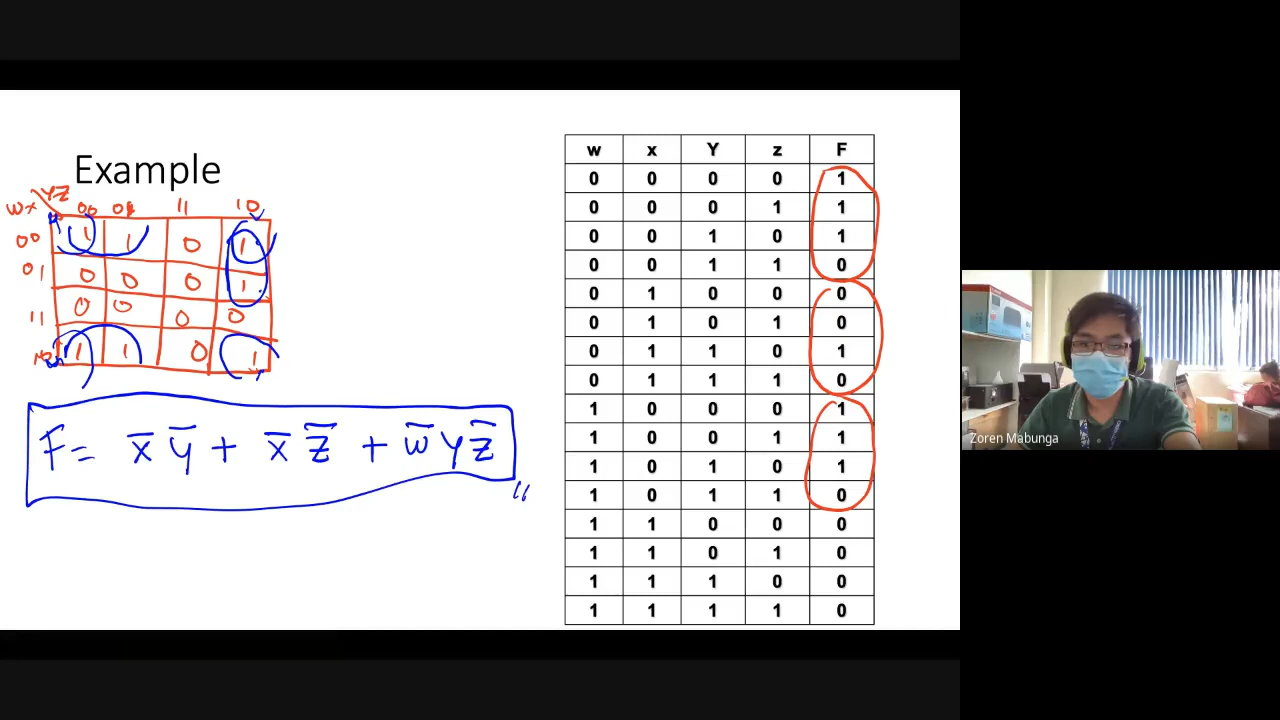 Example
YZ
wx 00 01 11 10
00 1 1 0 1
01 0 0 0 1
11 0 0 0 0
10 1 1 0 1
F = x̅ y̅ + x̅ z̅ + w̅ y z̅
w x Y z F
0 0 0 0 1
0 0 0 1 1
0 0 1 0 1
0 0 1 1 0
0 1 0 0 0
0 1 0 1 0
0 1 1 0 1
0 1 1 1 0
1 0 0 0 1
1 0 0 1 1
1 0 1 0 1
1 0 1 1 0
1 1 0 0 0
1 1 0 1 0
1 1 1 0 0
1 1 1 1 0
Zoren Mabunga